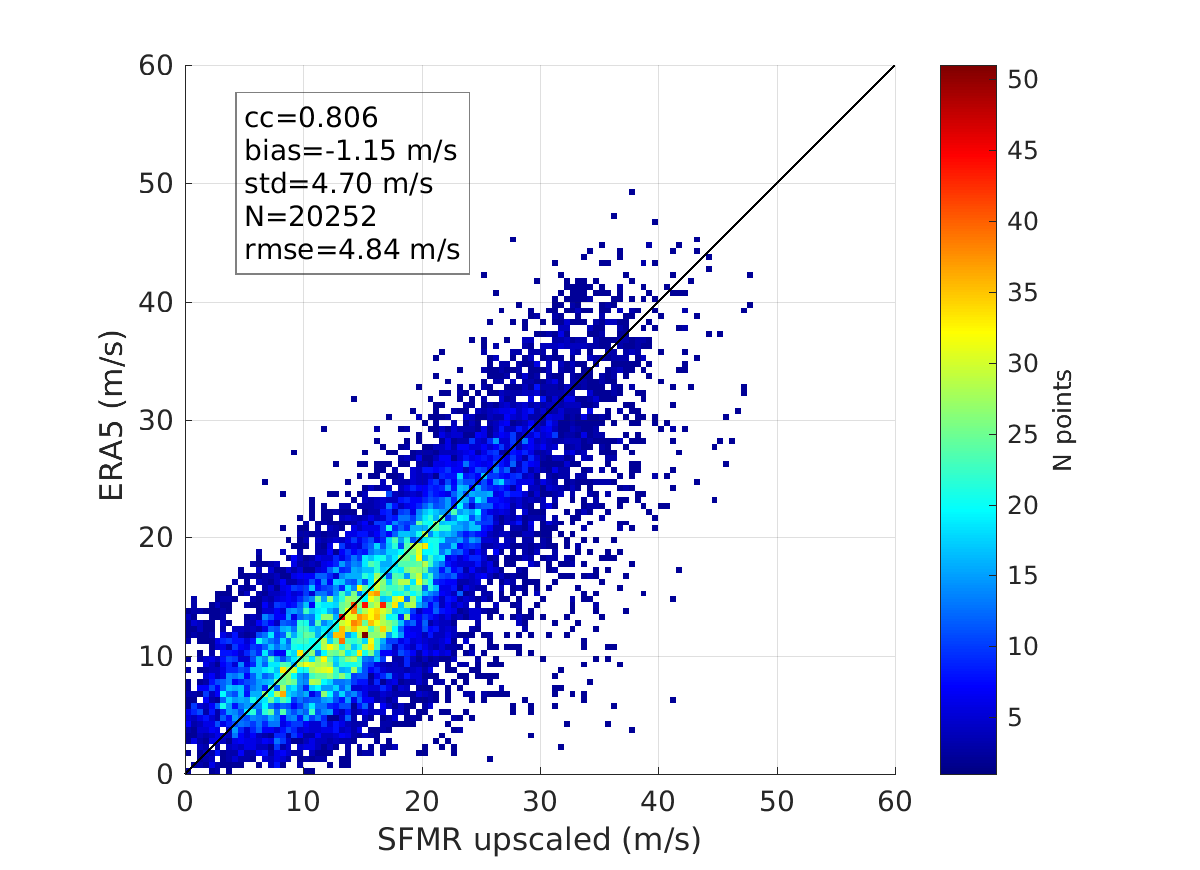 cc=0.806
bias=-1.15 m/s
std=4.70 m/s
N=20252
rmse=4.84 m/s
60
50
40
30
20
10
0
ERA5 (m/s)
0 10 20 30 40 50 60
SFMR upscaled (m/s)
50
45
40
35
30
25
20
15
10
5
N points